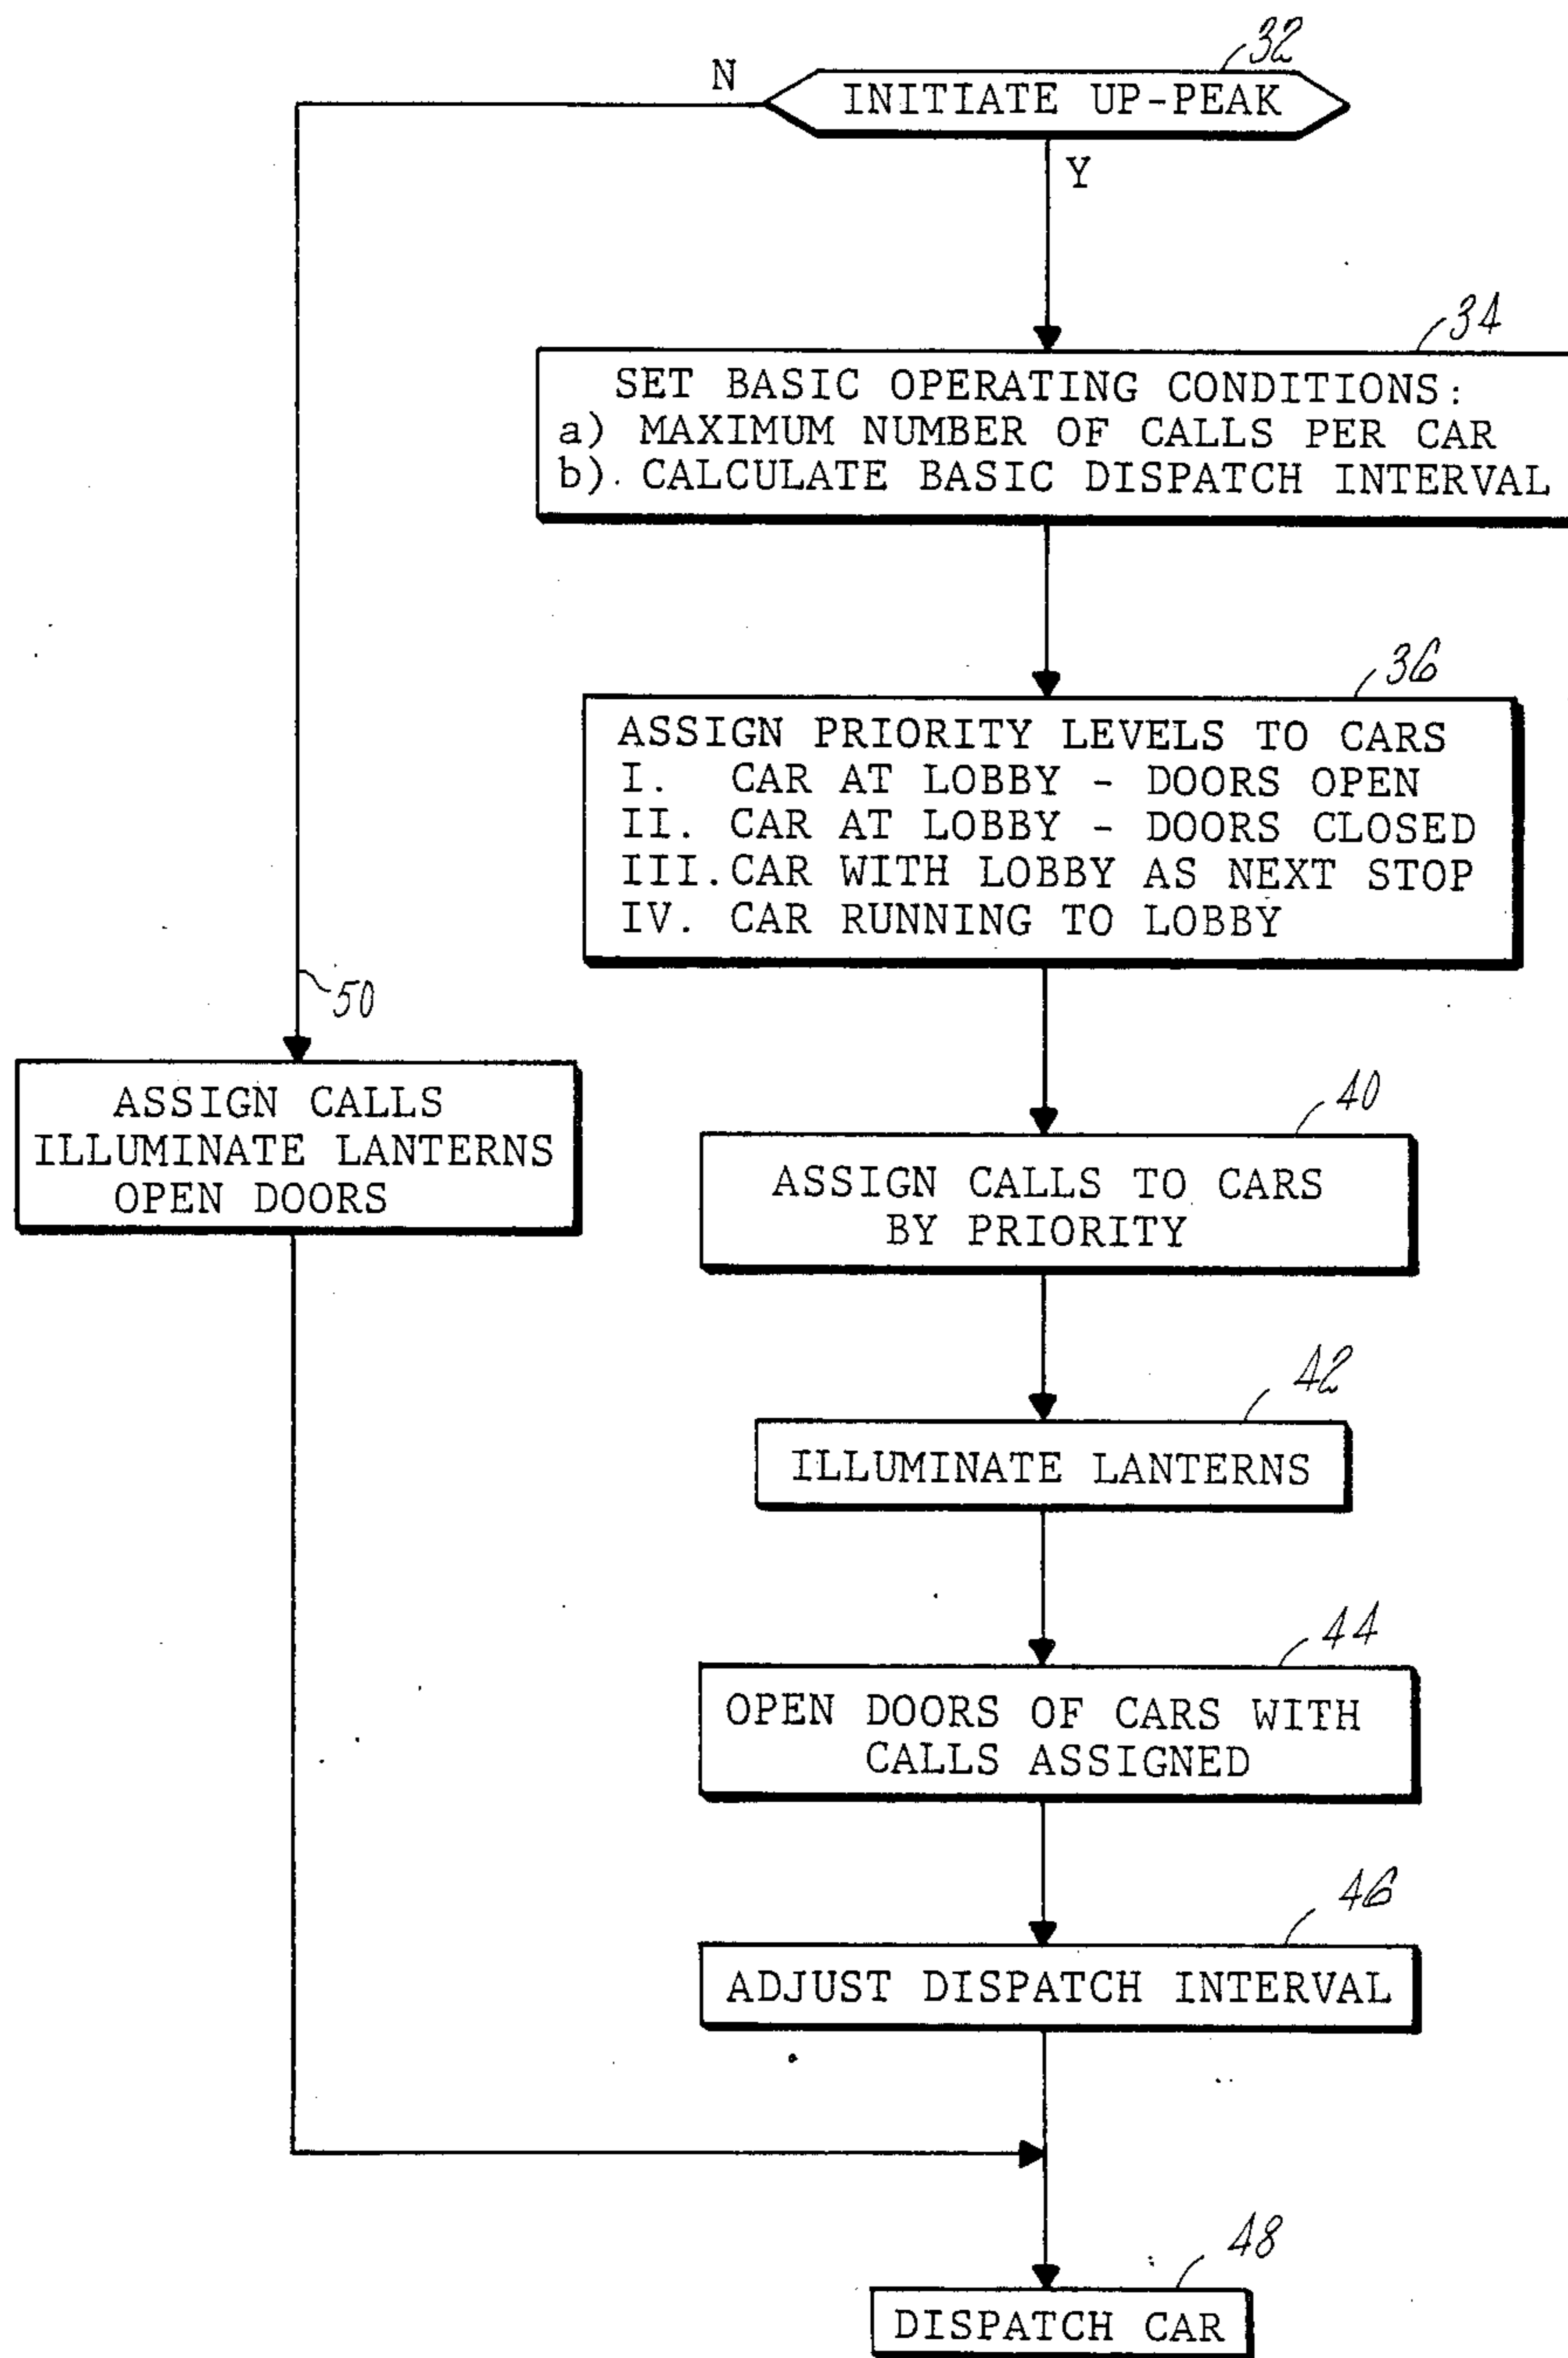 32
N
INITIATE UP-PEAK
Y
34
SET BASIC OPERATING CONDITIONS:
a) MAXIMUM NUMBER OF CALLS PER CAR
b). CALCULATE BASIC DISPATCH INTERVAL
36
ASSIGN PRIORITY LEVELS TO CARS
I. CAR AT LOBBY - DOORS OPEN
II. CAR AT LOBBY - DOORS CLOSED
III. CAR WITH LOBBY AS NEXT STOP
IV. CAR RUNNING TO LOBBY
50
ASSIGN CALLS
ILLUMINATE LANTERNS
OPEN DOORS
40
ASSIGN CALLS TO CARS
BY PRIORITY
42
ILLUMINATE LANTERNS
44
OPEN DOORS OF CARS WITH
CALLS ASSIGNED
46
ADJUST DISPATCH INTERVAL
48
DISPATCH CAR